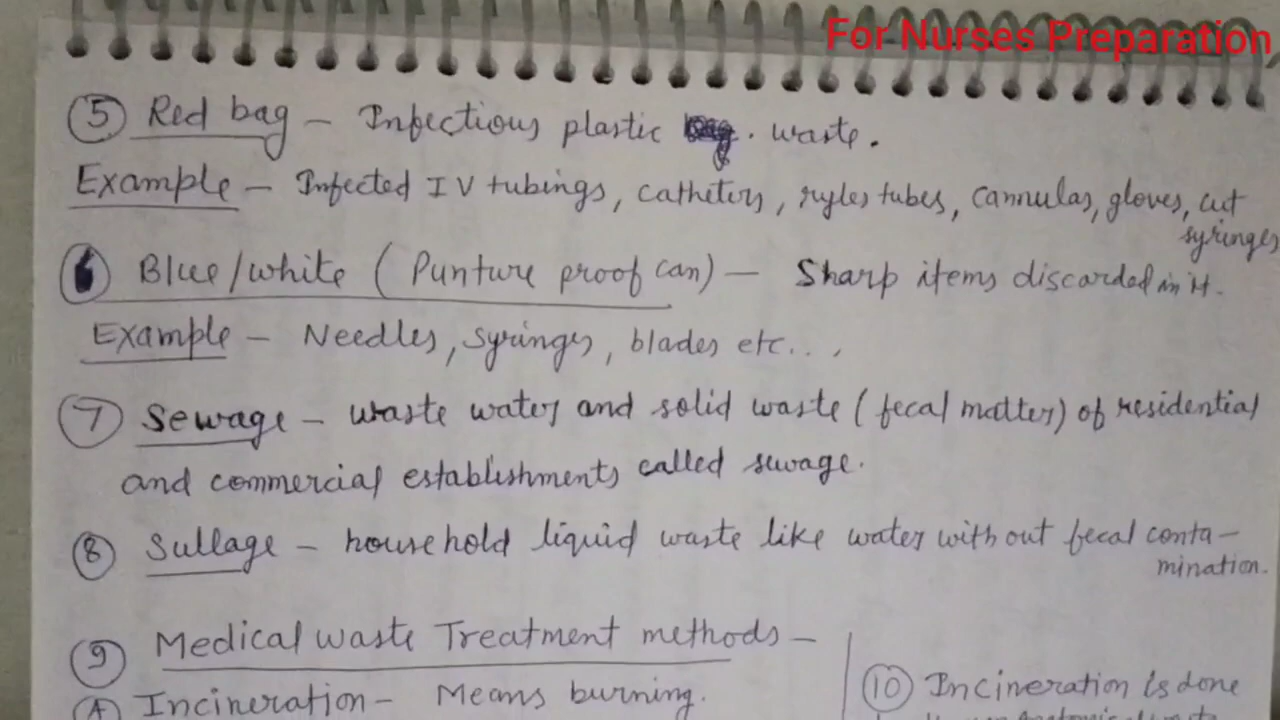 For Nurses Preparation,
⑤ Red bag – Infectious plastic . waste.
Example – Infected IV tubings, catheters, ryles tubes, cannulas, gloves, cut
syringes
⑥ Blue/white (Punture proof can) – Sharp items discarded in it.
Example – Needles, syringes, blades etc...,
⑦ Sewage – waste water and solid waste (fecal matter) of residential
and commercial establishments called sewage.
⑧ Sullage – household liquid waste like water without fecal conta–
mination.
⑨ Medical waste Treatment methods –
Ⓐ Incineration – Means burning.
⑩ Incineration is done